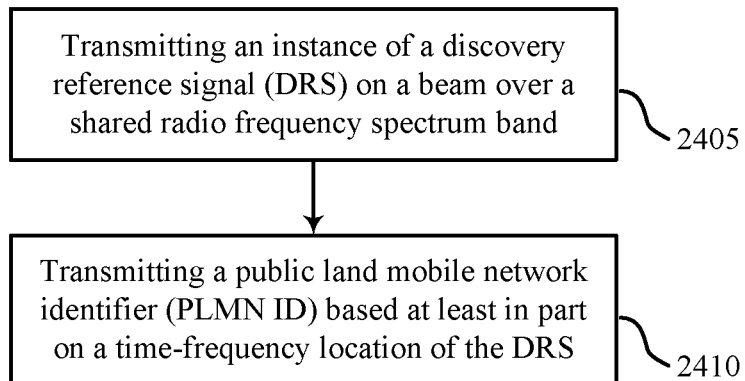 Transmitting an instance of a discovery
reference signal (DRS) on a beam over a
shared radio frequency spectrum band
2405
Transmitting a public land mobile network
identifier (PLMN ID) based at least in part
on a time-frequency location of the DRS
2410